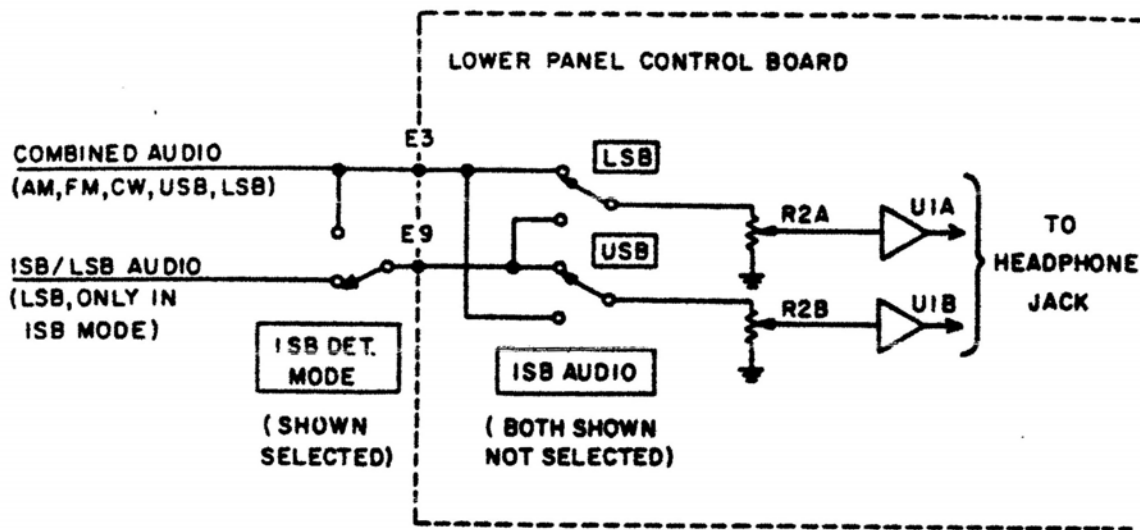 LOWER PANEL CONTROL BOARD
E3
COMBINED AUDIO
(AM, FM, CW, USB, LSB)
LSB
R2A
U1A
E9
USB
ISB/LSB AUDIO
(LSB, ONLY IN
ISB MODE)
R2B
U1B
TO
HEADPHONE
JACK
ISB DET.
MODE
(SHOWN
SELECTED)
ISB AUDIO
(BOTH SHOWN
NOT SELECTED)